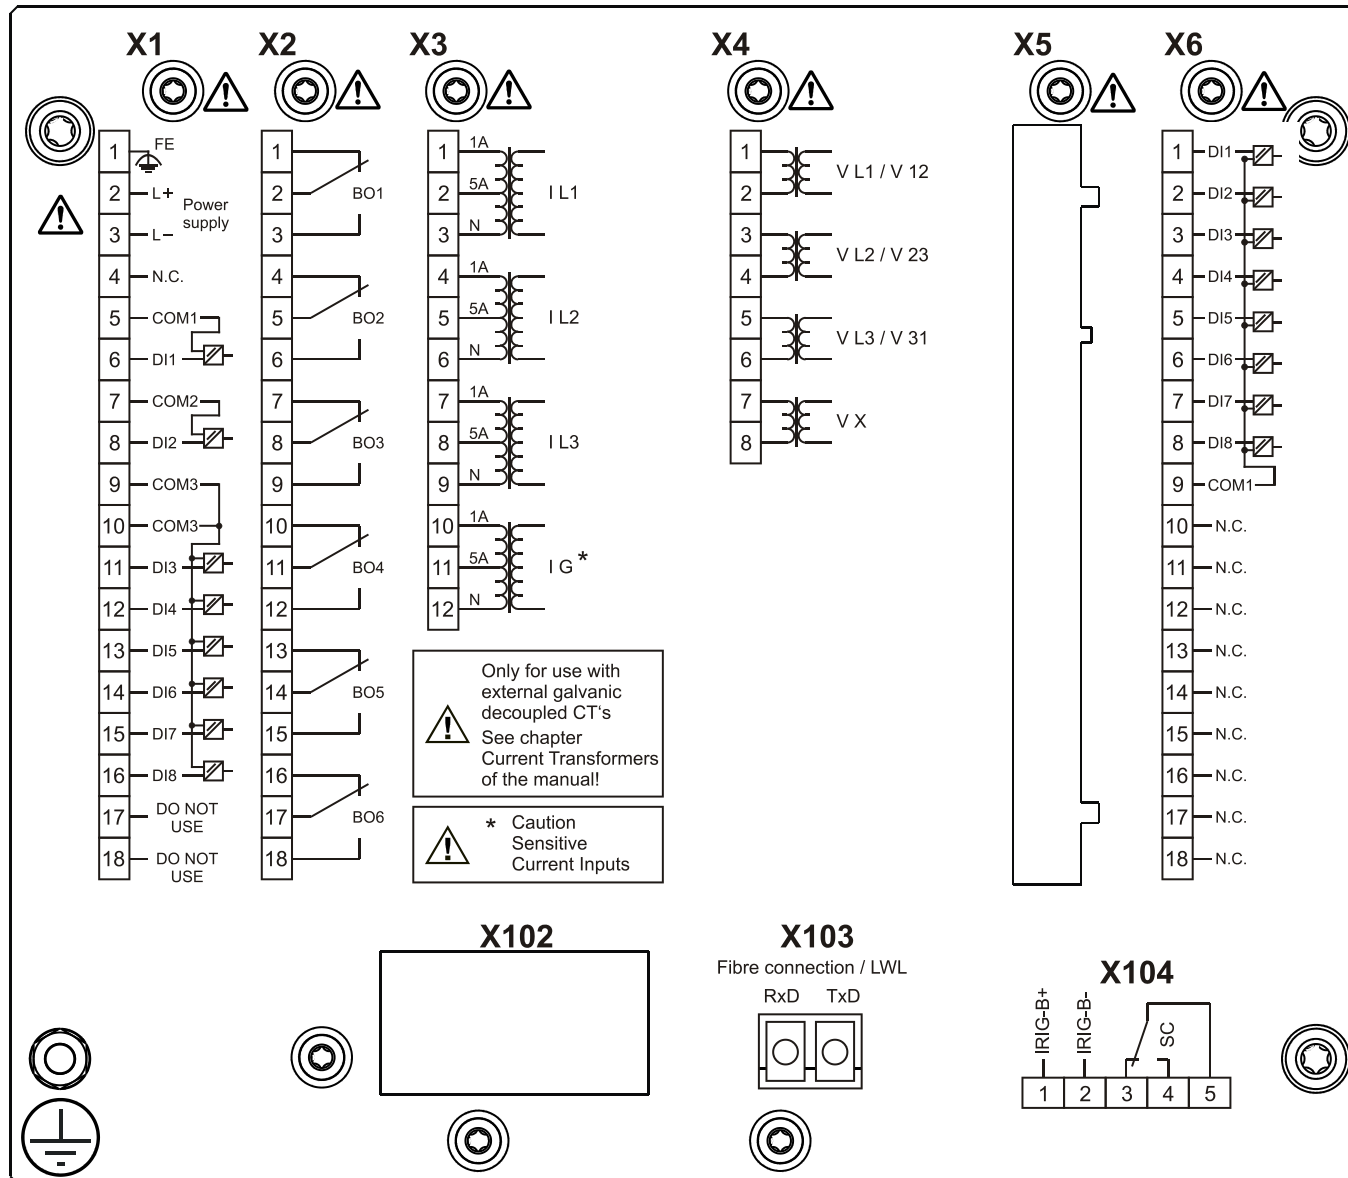 X1
X2
X3
X4
X5
X6
1 FE
2 L+
Power
supply
3 L-
4 N.C.
5 COM1
6 DI1
7 COM2
8 DI2
9 COM3
10 COM3
11 DI3
12 DI4
13 DI5
14 DI6
15 DI7
16 DI8
17 DO NOT
USE
18 DO NOT
USE
1
2 BO1
3
4
5 BO2
6
7
8 BO3
9
10
11 BO4
12
13
14 BO5
15
16
17 BO6
18
1 1A
2 5A I L1
3 N
4 1A
5 5A I L2
6 N
7 1A
8 5A I L3
9 N
10 1A
11 5A I G *
12 N
Only for use with
external galvanic
decoupled CT's
See chapter
Current Transformers
of the manual!
* Caution
Sensitive
Current Inputs
1
V L1 / V 12
2
3
V L2 / V 23
4
5
V L3 / V 31
6
7
V X
8
1 DI1
2 DI2
3 DI3
4 DI4
5 DI5
6 DI6
7 DI7
8 DI8
9 COM1
10 N.C.
11 N.C.
12 N.C.
13 N.C.
14 N.C.
15 N.C.
16 N.C.
17 N.C.
18 N.C.
X102
X103
Fibre connection / LWL
RxD TxD
X104
IRIG-B+
IRIG-B-
SC
1 2 3 4 5